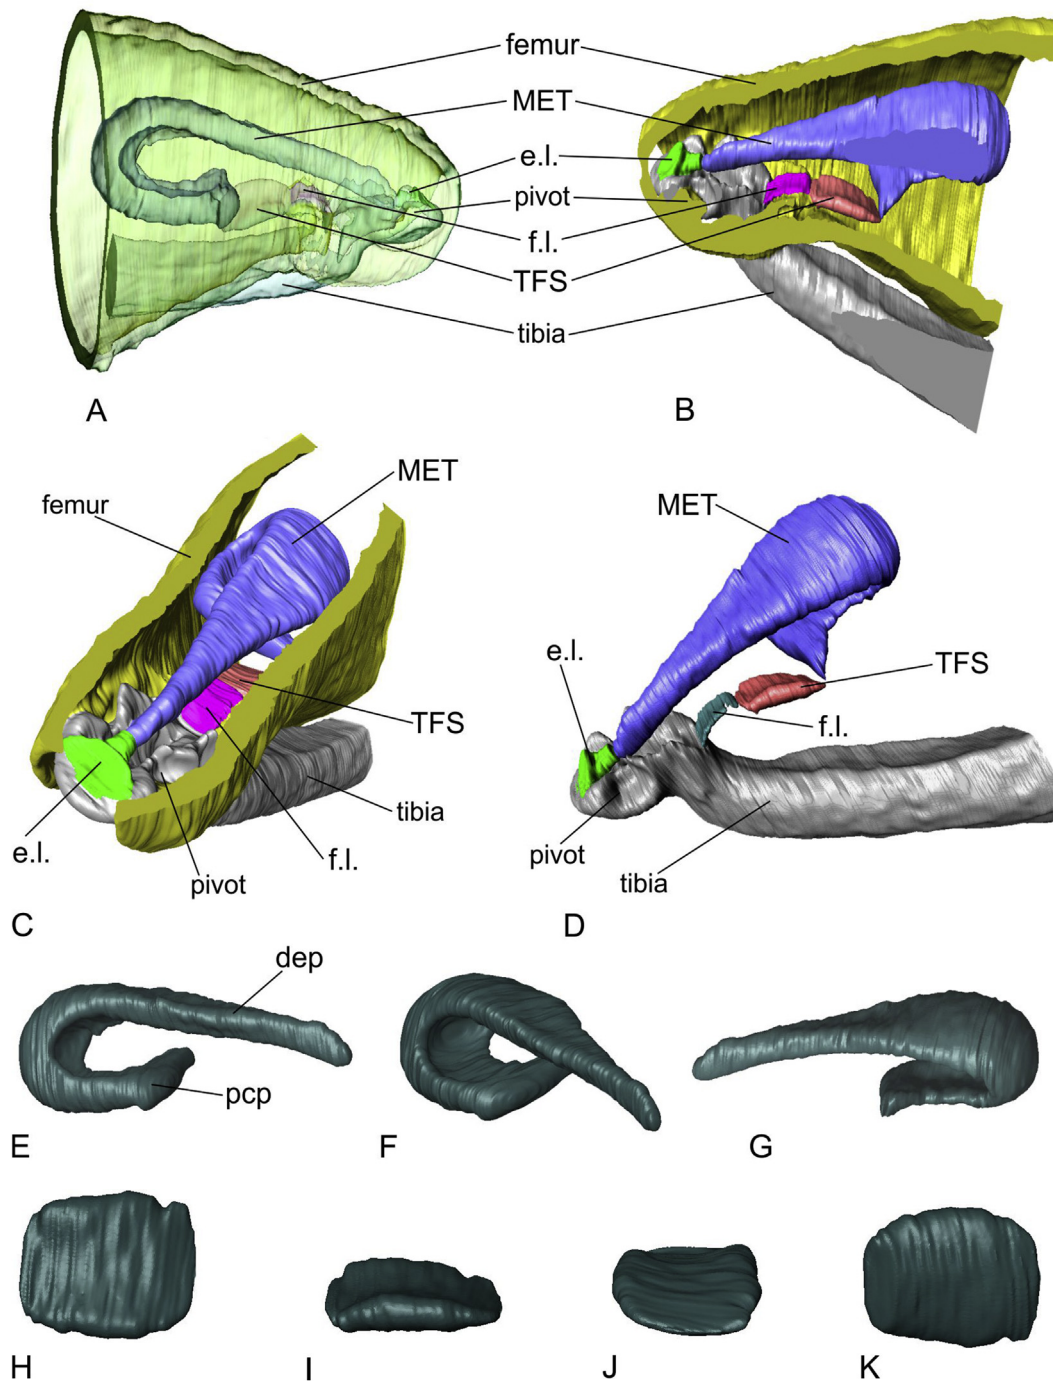 femur
MET
e.l.
pivot
f.l.
TFS
tibia
A
B
MET
femur
TFS
tibia
e.l.
f.l.
pivot
C
MET
e.l.
TFS
f.l.
pivot
tibia
D
dep
pcp
E
F
G
H
I
J
K